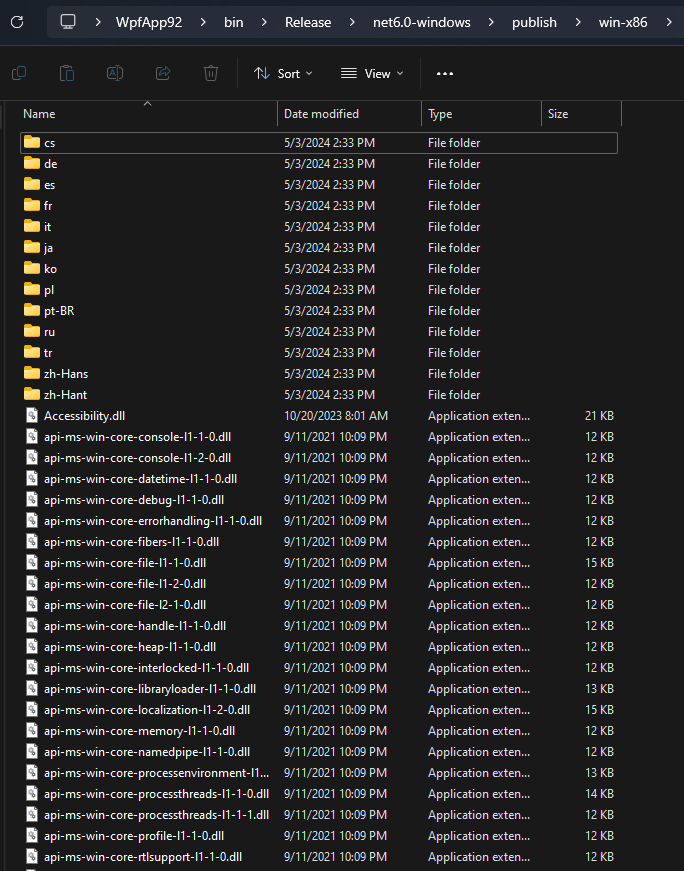 WpfApp92 > bin > Release > net6.0-windows > publish > win-x86 >
Sort View ...
Name Date modified Type Size
cs 5/3/2024 2:33 PM File folder
de 5/3/2024 2:33 PM File folder
es 5/3/2024 2:33 PM File folder
fr 5/3/2024 2:33 PM File folder
it 5/3/2024 2:33 PM File folder
ja 5/3/2024 2:33 PM File folder
ko 5/3/2024 2:33 PM File folder
pl 5/3/2024 2:33 PM File folder
pt-BR 5/3/2024 2:33 PM File folder
ru 5/3/2024 2:33 PM File folder
tr 5/3/2024 2:33 PM File folder
zh-Hans 5/3/2024 2:33 PM File folder
zh-Hant 5/3/2024 2:33 PM File folder
Accessibility.dll 10/20/2023 8:01 AM Application exten... 21 KB
api-ms-win-core-console-l1-1-0.dll 9/11/2021 10:09 PM Application exten... 12 KB
api-ms-win-core-console-l1-2-0.dll 9/11/2021 10:09 PM Application exten... 12 KB
api-ms-win-core-datetime-l1-1-0.dll 9/11/2021 10:09 PM Application exten... 12 KB
api-ms-win-core-debug-l1-1-0.dll 9/11/2021 10:09 PM Application exten... 12 KB
api-ms-win-core-errorhandling-l1-1-0.dll 9/11/2021 10:09 PM Application exten... 12 KB
api-ms-win-core-fibers-l1-1-0.dll 9/11/2021 10:09 PM Application exten... 12 KB
api-ms-win-core-file-l1-1-0.dll 9/11/2021 10:09 PM Application exten... 15 KB
api-ms-win-core-file-l1-2-0.dll 9/11/2021 10:09 PM Application exten... 12 KB
api-ms-win-core-file-l2-1-0.dll 9/11/2021 10:09 PM Application exten... 12 KB
api-ms-win-core-handle-l1-1-0.dll 9/11/2021 10:09 PM Application exten... 12 KB
api-ms-win-core-heap-l1-1-0.dll 9/11/2021 10:09 PM Application exten... 12 KB
api-ms-win-core-interlocked-l1-1-0.dll 9/11/2021 10:09 PM Application exten... 12 KB
api-ms-win-core-libraryloader-l1-1-0.dll 9/11/2021 10:09 PM Application exten... 13 KB
api-ms-win-core-localization-l1-2-0.dll 9/11/2021 10:09 PM Application exten... 15 KB
api-ms-win-core-memory-l1-1-0.dll 9/11/2021 10:09 PM Application exten... 12 KB
api-ms-win-core-namedpipe-l1-1-0.dll 9/11/2021 10:09 PM Application exten... 12 KB
api-ms-win-core-processenvironment-l1... 9/11/2021 10:09 PM Application exten... 13 KB
api-ms-win-core-processthreads-l1-1-0.dll 9/11/2021 10:09 PM Application exten... 14 KB
api-ms-win-core-processthreads-l1-1-1.dll 9/11/2021 10:09 PM Application exten... 12 KB
api-ms-win-core-profile-l1-1-0.dll 9/11/2021 10:09 PM Application exten... 12 KB
api-ms-win-core-rtlsupport-l1-1-0.dll 9/11/2021 10:09 PM Application exten... 12 KB